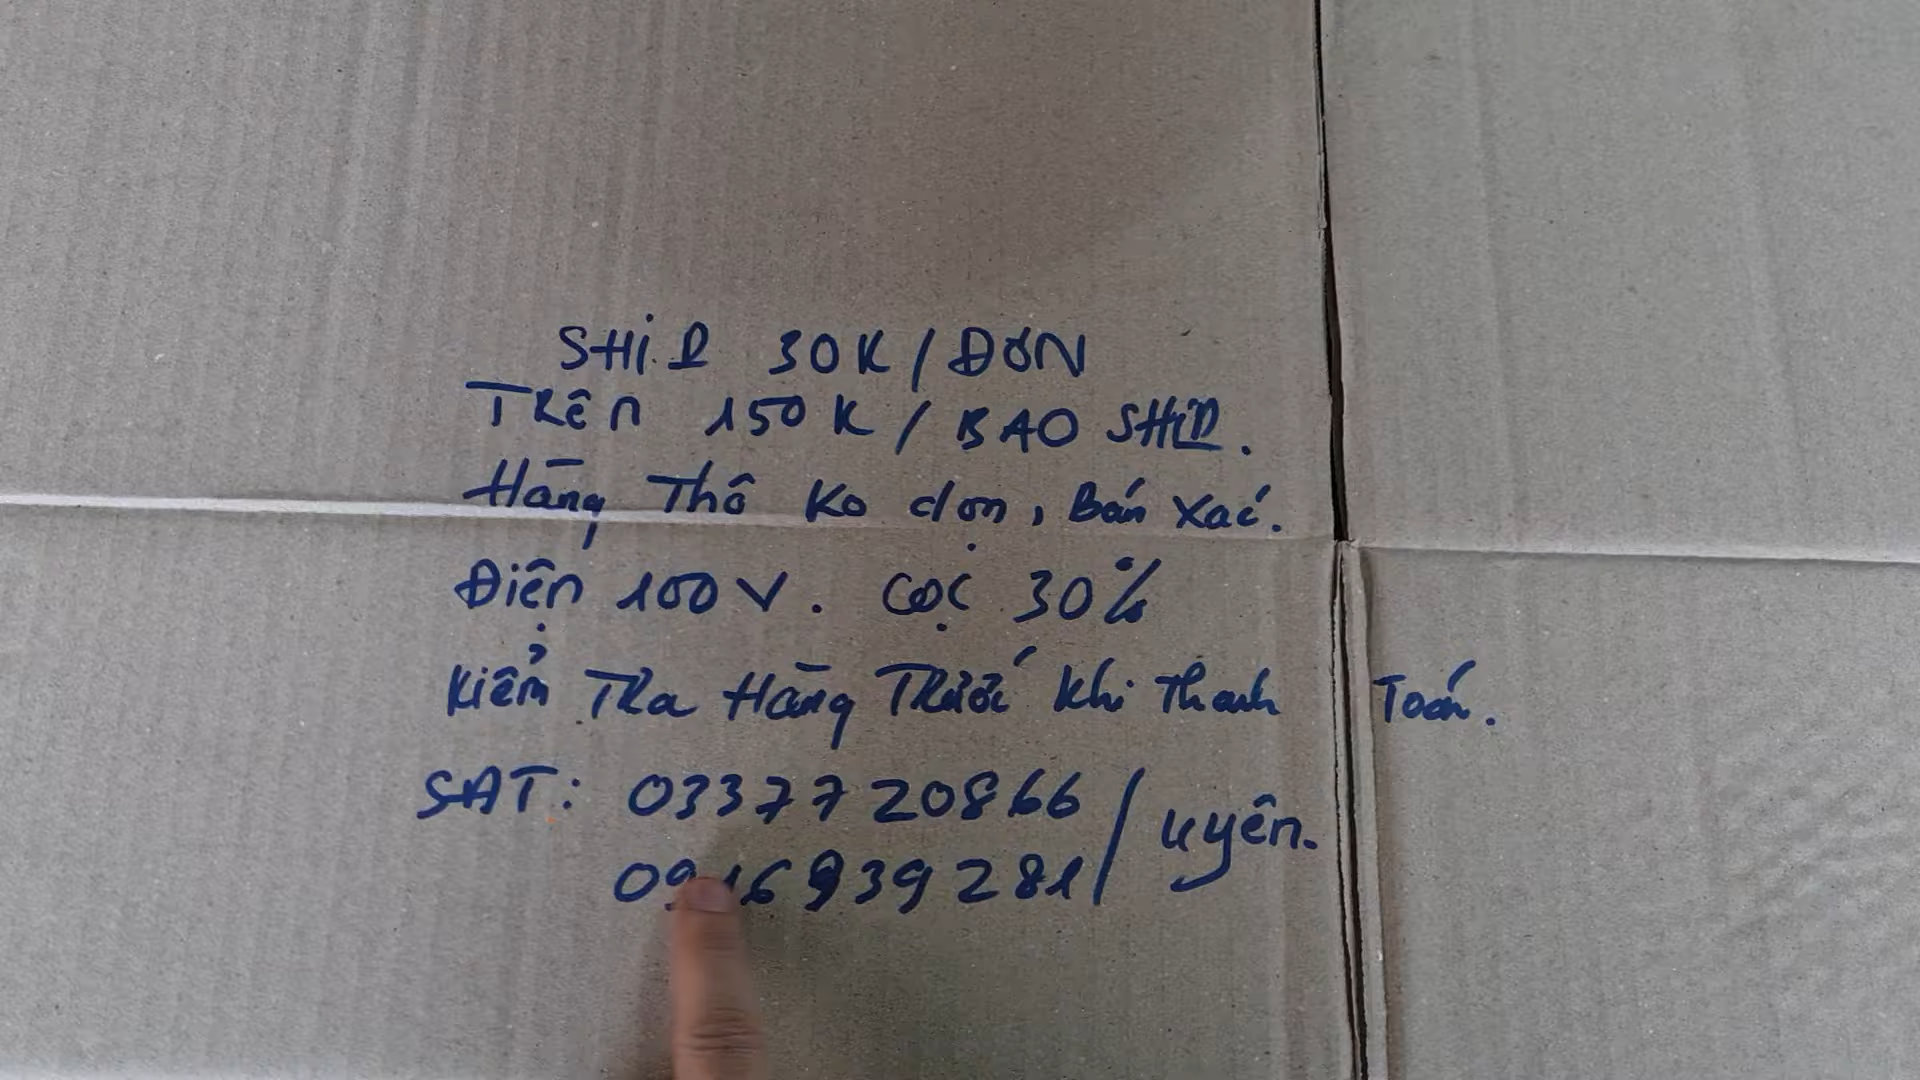 SHIP 30K/ĐƠN
TRÊN 150K/BAO SHIP.
Hàng Thô Ko dọn, Bán Xác.
Điện 100V. CỌC 30%
Kiểm Tra Hàng Trước Khi Thanh Toán.
SĐT: 0337720866
0916939281/ Uyên.